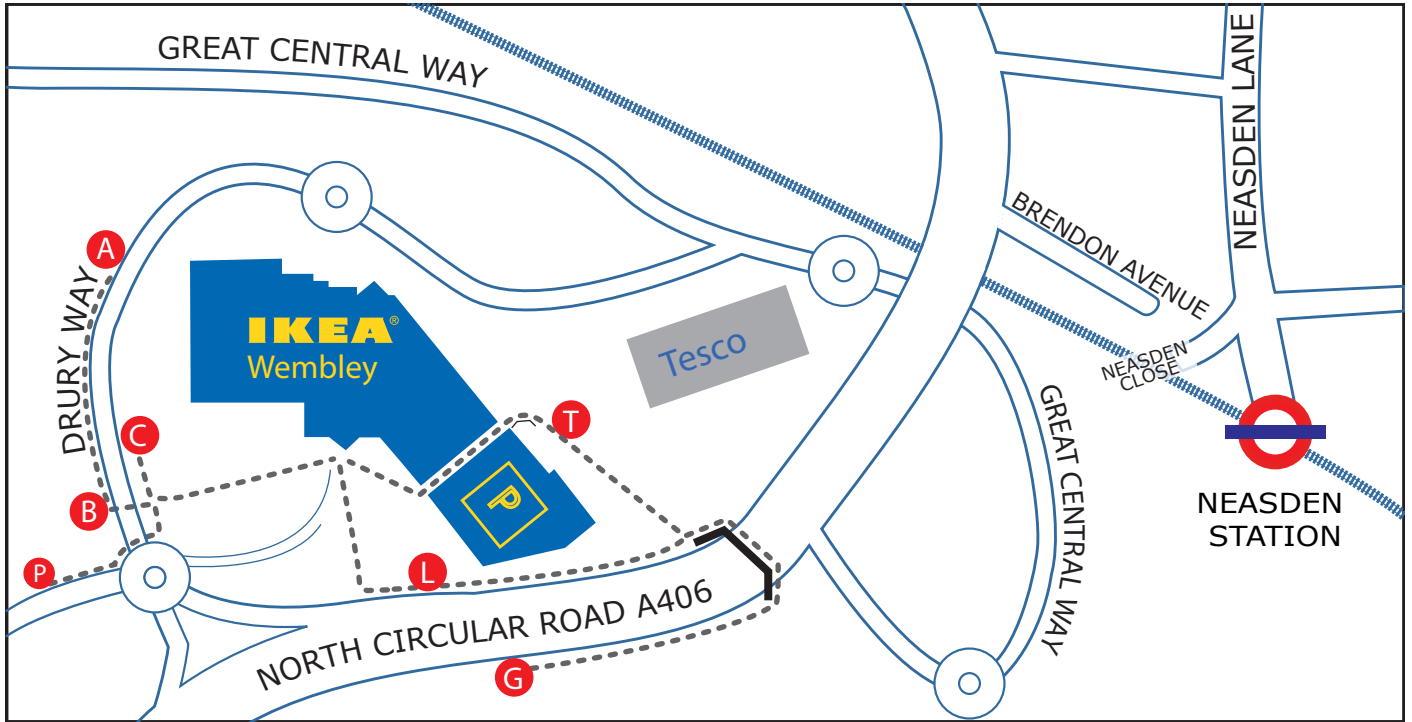 GREAT CENTRAL WAY
NEASDEN LANE
BRENDON AVENUE
A
DRURY WAY
IKEA®
Wembley
Tesco
NEASDEN
CLOSE
GREAT CENTRAL WAY
C
T
B
P
NEASDEN
STATION
P
L
NORTH CIRCULAR ROAD A406
G